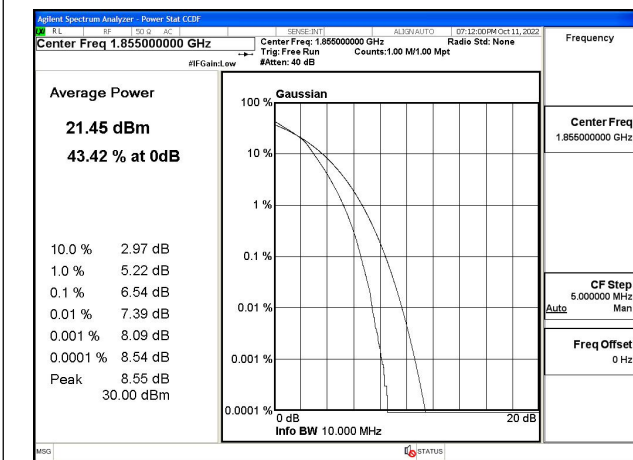 Agilent Spectrum Analyzer - Power Stat CCDF
RL RF 50 Ω AC SENSE:INT ALIGN AUTO 07:12:00 PM Oct 11, 2022
Center Freq 1.855000000 GHz
Center Freq: 1.855000000 GHz Radio Std: None
Trig: Free Run Counts:1.00 M/1.00 Mpt
#IFGain:Low #Atten: 40 dB
Frequency
Average Power
21.45 dBm
43.42 % at 0dB
10.0 % 2.97 dB
1.0 % 5.22 dB
0.1 % 6.54 dB
0.01 % 7.39 dB
0.001 % 8.09 dB
0.0001 % 8.54 dB
Peak 8.55 dB
30.00 dBm
Gaussian
100 %
10 %
1 %
0.1 %
0.01 %
0.001 %
0.0001 %
0 dB 20 dB
Info BW 10.000 MHz
Center Freq
1.855000000 GHz
CF Step
5.000000 MHz
Auto Man
Freq Offset
0 Hz
MSG STATUS